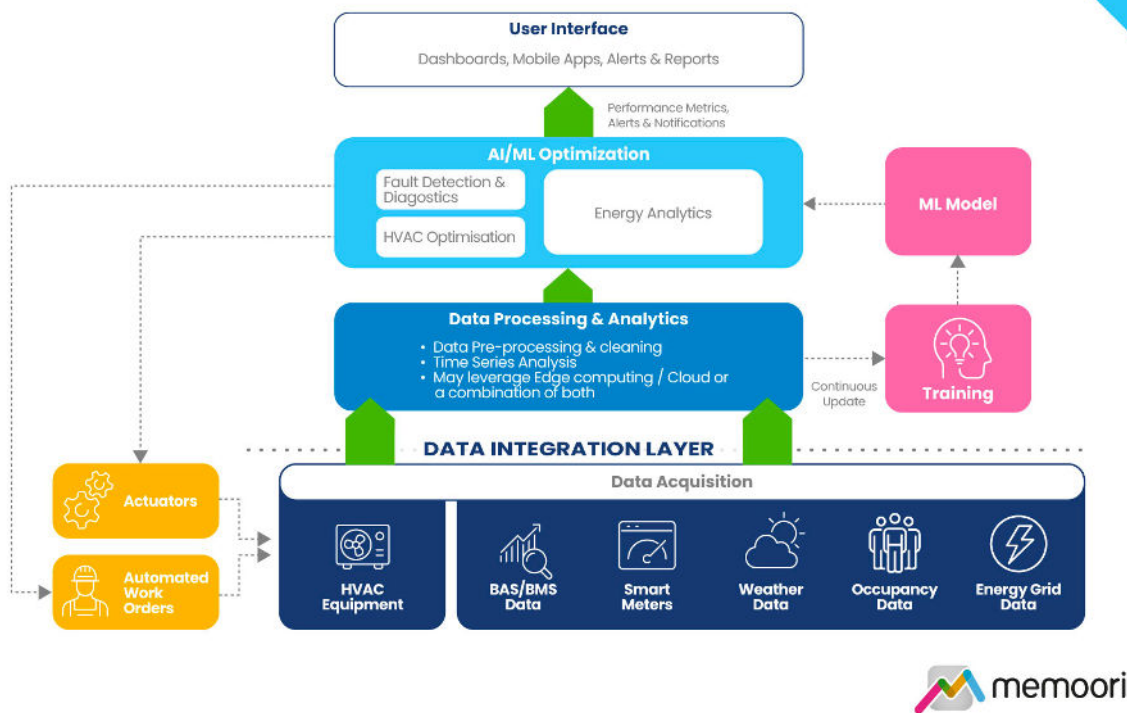 User Interface
Dashboards, Mobile Apps, Alerts & Reports
Performance Metrics,
Alerts & Notifications
AI/ML Optimization
Fault Detection &
Diagostics
HVAC Optimisation
Energy Analytics
ML Model
Data Processing & Analytics
• Data Pre-processing & cleaning
• Time Series Analysis
• May leverage Edge computing / Cloud or
a combination of both
Continuous
Update
Training
DATA INTEGRATION LAYER
Data Acquisition
Actuators
Automated
Work
Orders
HVAC
Equipment
BAS/BMS
Data
Smart
Meters
Weather
Data
Occupancy
Data
Energy Grid
Data
memoori